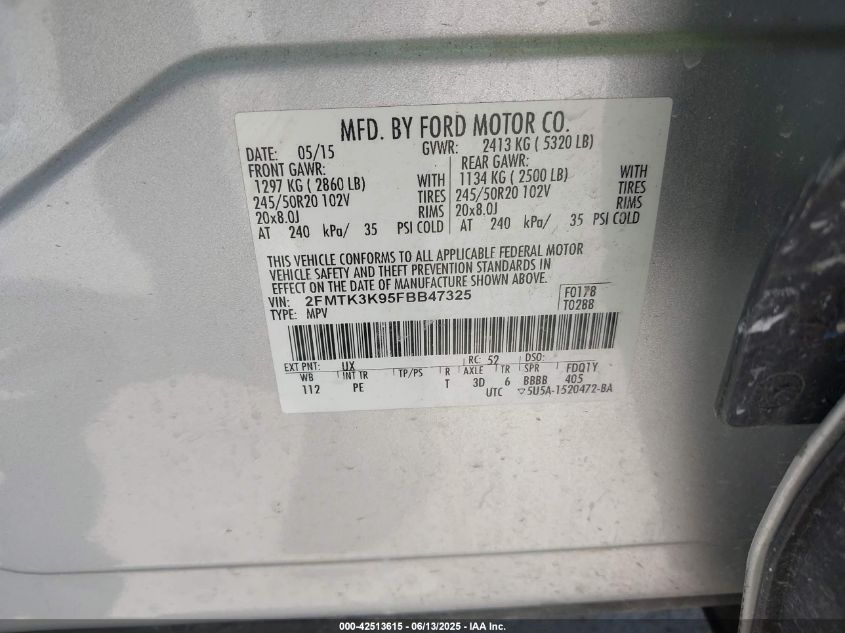 MFD. BY FORD MOTOR CO.
DATE: 05/15 GVWR: 2413 KG ( 5320 LB)
FRONT GAWR: REAR GAWR:
1297 KG ( 2860 LB) WITH 1134 KG ( 2500 LB) WITH
245/50R20 102V TIRES 245/50R20 102V TIRES
20x8.0J RIMS 20x8.0J RIMS
AT 240 kPa/ 35 PSI COLD AT 240 kPa/ 35 PSI COLD
THIS VEHICLE CONFORMS TO ALL APPLICABLE FEDERAL MOTOR
VEHICLE SAFETY AND THEFT PREVENTION STANDARDS IN
EFFECT ON THE DATE OF MANUFACTURE SHOWN ABOVE.
VIN: 2FMTK3K95FBB47325 F0178
TYPE: MPV T0288
EXT PNT: UX RC: 52 DSO:
WB INT TR TP/PS R AXLE TR SPR FDQ1Y
112 PE T 3D 6 BBBB 405
UTC ▽5U5A-1520472-BA
000-42513615 - 06/13/2025 - IAA Inc.